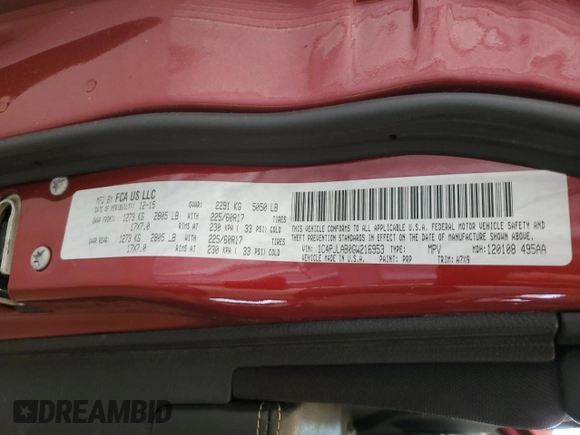 MFD BY: FCA US LLC
DATE OF MFR(MO/YR): 12-15 GVWR: 2291 KG 5050 LB
GAWR FRONT: 1273 KG 2805 LB WITH 225/60R17 TIRES
17X7.0 RIMS AT 230 KPA ( 33 PSI) COLD
GAWR REAR: 1273 KG 2805 LB WITH 225/60R17 TIRES
17X7.0 RIMS AT 230 KPA ( 33 PSI) COLD
THIS VEHICLE CONFORMS TO ALL APPLICABLE U.S.A. FEDERAL MOTOR VEHICLE SAFETY AND
THEFT PREVENTION STANDARDS IN EFFECT ON THE DATE OF MANUFACTURE SHOWN ABOVE.
VIN: 1C4PJLAB0GW216953 TYPE: MPV MDH:120108 495AA
VEHICLE MADE IN U.S.A. PAINT: PRP TRIM: A7X9
DREAMBID